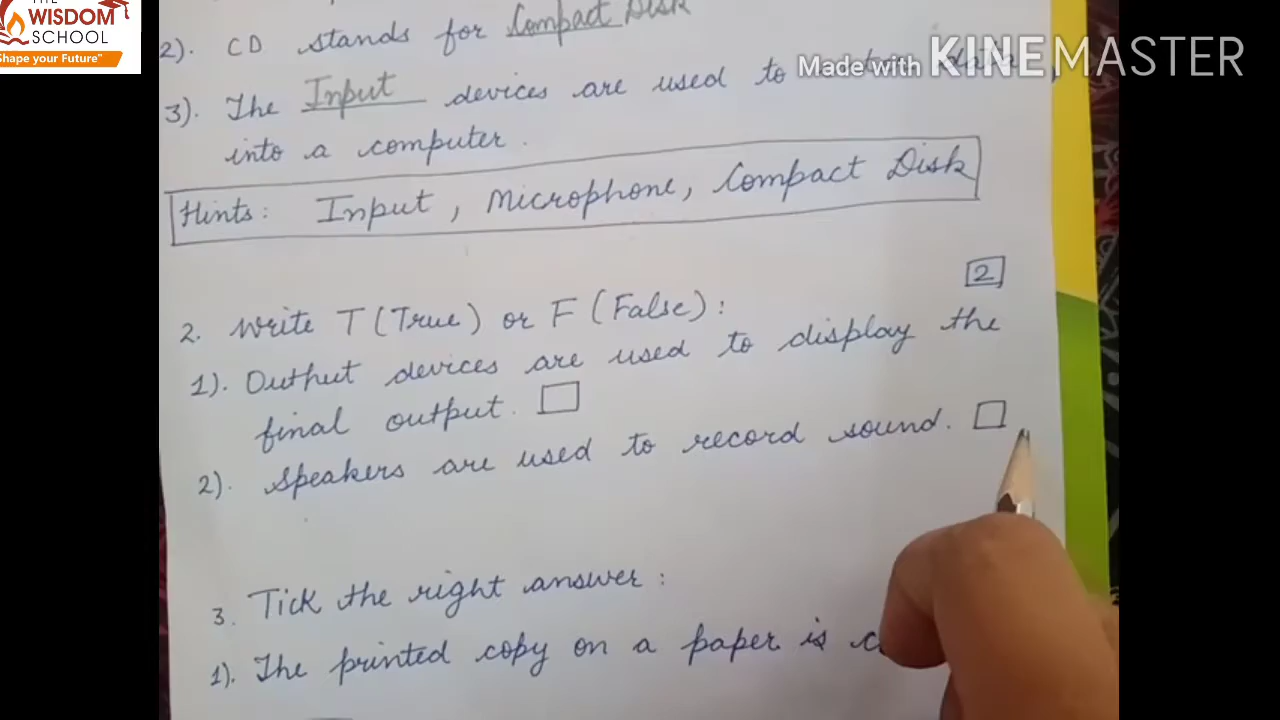 THE
WISDOM
SCHOOL
Shape your Future"
Made with KINEMASTER
2). CD stands for Compact Disk
3). The Input devices are used to data
into a computer.
Hints: Input, Microphone, Compact Disk
2
2. Write T (True) or F (False):
1). Output devices are used to display the
final output.
2). Speakers are used to record sound.
3. Tick the right answer:
1). The printed copy on a paper is